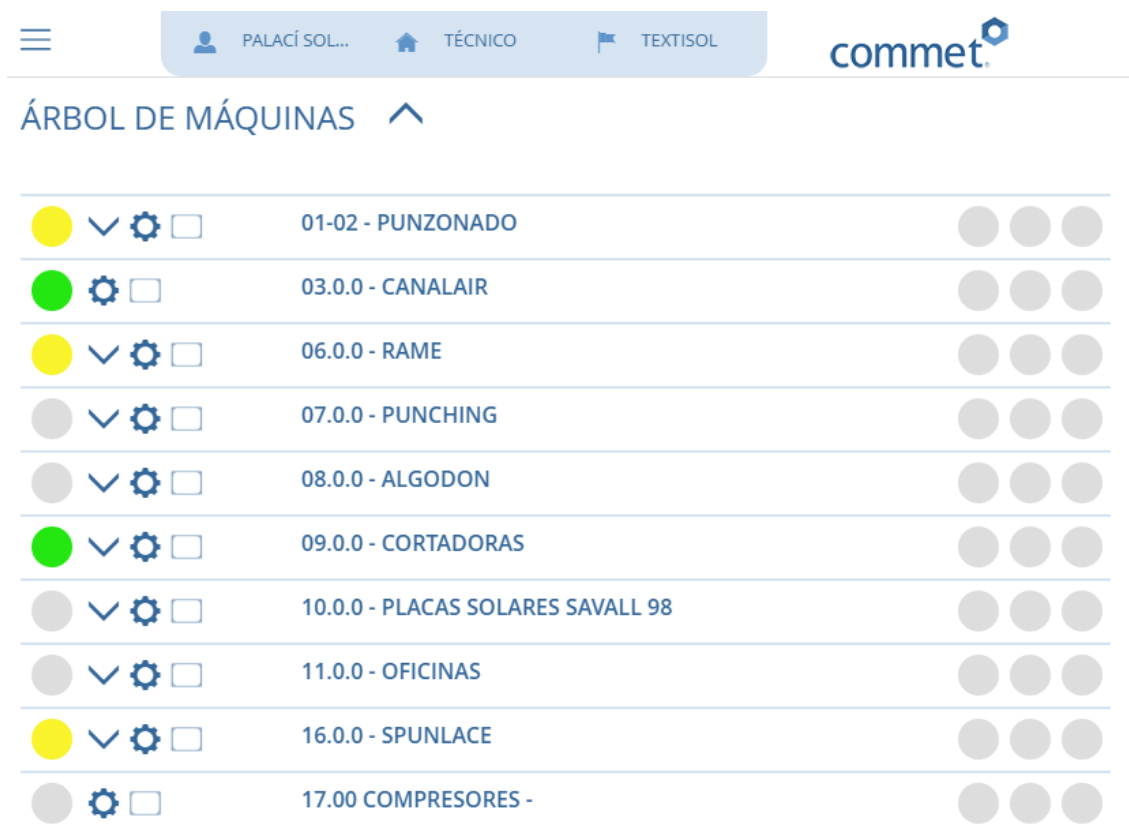 PALACÍ SOL... TÉCNICO TEXTISOL commet
ÁRBOL DE MÁQUINAS
01-02 - PUNZONADO
03.0.0 - CANALAIR
06.0.0 - RAME
07.0.0 - PUNCHING
08.0.0 - ALGODON
09.0.0 - CORTADORAS
10.0.0 - PLACAS SOLARES SAVALL 98
11.0.0 - OFICINAS
16.0.0 - SPUNLACE
17.00 COMPRESORES -